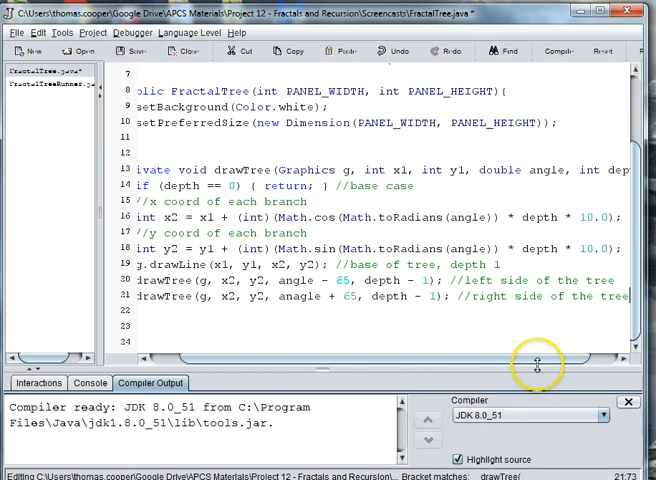 C:\Users\thomas.cooper\Google Drive\APCS Materials\Project 12 - Fractals and Recursion\Screencasts\FractalTree.java *
File Edit Tools Project Debugger Language Level Help
New Open Save Close Cut Copy Paste Undo Redo Find Compile Reset
FractalTree.java*
FractalTreeRunner.ja
7
8 olic FractalTree(int PANEL_WIDTH, int PANEL_HEIGHT){
9 setBackground(Color.white);
10 setPreferredSize(new Dimension(PANEL_WIDTH, PANEL_HEIGHT));
11
12
13 ivate void drawTree(Graphics g, int x1, int y1, double angle, int dep
14 if (depth == 0) { return; } //base case
15 //x coord of each branch
16 int x2 = x1 + (int)(Math.cos(Math.toRadians(angle)) * depth * 10.0);
17 //y coord of each branch
18 int y2 = y1 + (int)(Math.sin(Math.toRadians(angle)) * depth * 10.0);
19 g.drawLine(x1, y1, x2, y2); //base of tree, depth 1
20 drawTree(g, x2, y2, angle - 65, depth - 1); //left side of the tree
21 drawTree(g, x2, y2, anagle + 65, depth - 1); //right side of the tree
22
23
24
Interactions Console Compiler Output
Compiler ready: JDK 8.0_51 from C:\Program
Files\Java\jdk1.8.0_51\lib\tools.jar.
Compiler
JDK 8.0_51
Highlight source
Editing C:\Users\thomas.cooper\Google Drive\APCS Materials\Project 12 - Fractals and Recursion\... Bracket matches: drawTree( 21:73